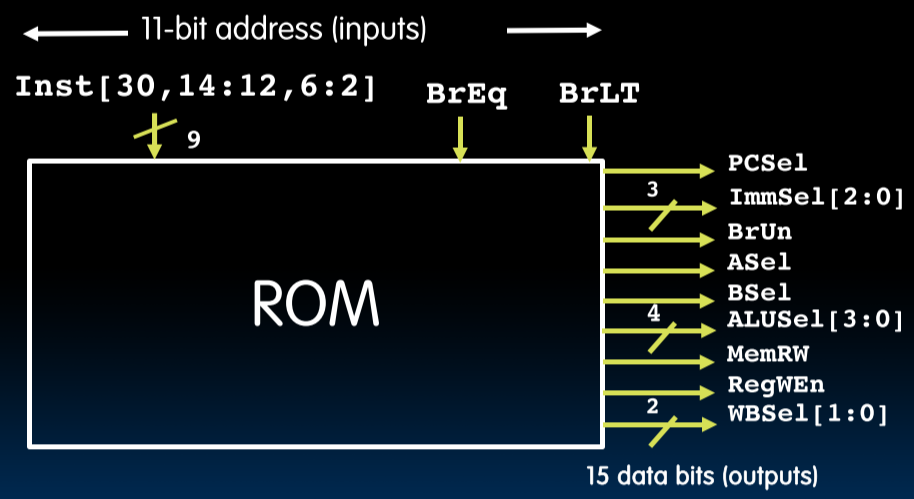 11-bit address (inputs)
Inst[30,14:12,6:2]
BrEq
BrLT
9
ROM
PCSel
3
ImmSel[2:0]
BrUn
ASel
BSel
4
ALUSel[3:0]
MemRW
RegWEn
2
WBSel[1:0]
15 data bits (outputs)